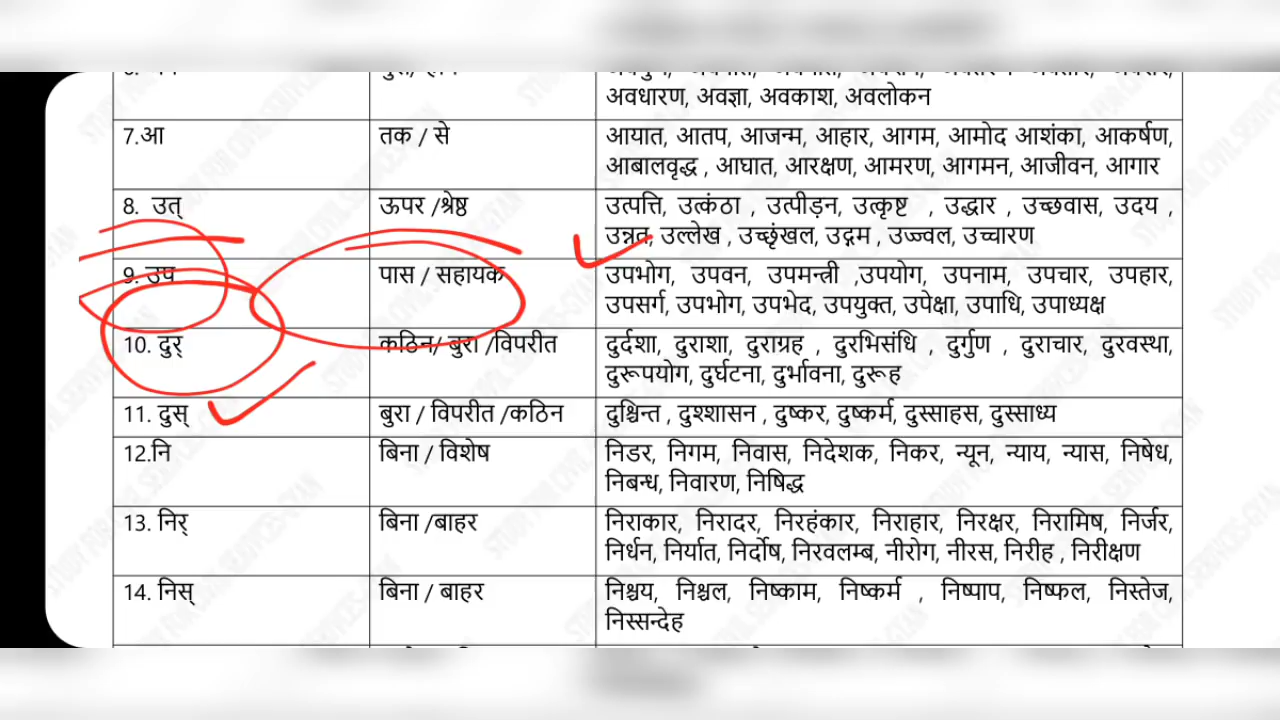 अवधारण, अवज्ञा, अवकाश, अवलोकन
7.आ तक / से आयात, आतप, आजन्म, आहार, आगम, आमोद आशंका, आकर्षण,
आबालवृद्ध , आघात, आरक्षण, आमरण, आगमन, आजीवन, आगार
8. उत् ऊपर /श्रेष्ठ उत्पत्ति, उत्कंठा , उत्पीड़न, उत्कृष्ट , उद्धार , उच्छवास, उदय ,
उन्नत, उल्लेख , उच्छृंखल, उद्गम , उज्ज्वल, उच्चारण
9. उप पास / सहायक उपभोग, उपवन, उपमन्त्री ,उपयोग, उपनाम, उपचार, उपहार,
उपसर्ग, उपभोग, उपभेद, उपयुक्त, उपेक्षा, उपाधि, उपाध्यक्ष
10. दुर् कठिन/ बुरा /विपरीत दुर्दशा, दुराशा, दुराग्रह , दुरभिसंधि , दुर्गुण , दुराचार, दुरवस्था,
दुरूपयोग, दुर्घटना, दुर्भावना, दुरूह
11. दुस् बुरा / विपरीत /कठिन दुश्चिन्त , दुश्शासन , दुष्कर, दुष्कर्म, दुस्साहस, दुस्साध्य
12.नि बिना / विशेष निडर, निगम, निवास, निदेशक, निकर, न्यून, न्याय, न्यास, निषेध,
निबन्ध, निवारण, निषिद्ध
13. निर् बिना /बाहर निराकार, निरादर, निरहंकार, निराहार, निरक्षर, निरामिष, निर्जर,
निर्धन, निर्यात, निर्दोष, निरवलम्ब, नीरोग, नीरस, निरीह , निरीक्षण
14. निस् बिना / बाहर निश्चय, निश्चल, निष्काम, निष्कर्म , निष्पाप, निष्फल, निस्तेज,
निस्सन्देह